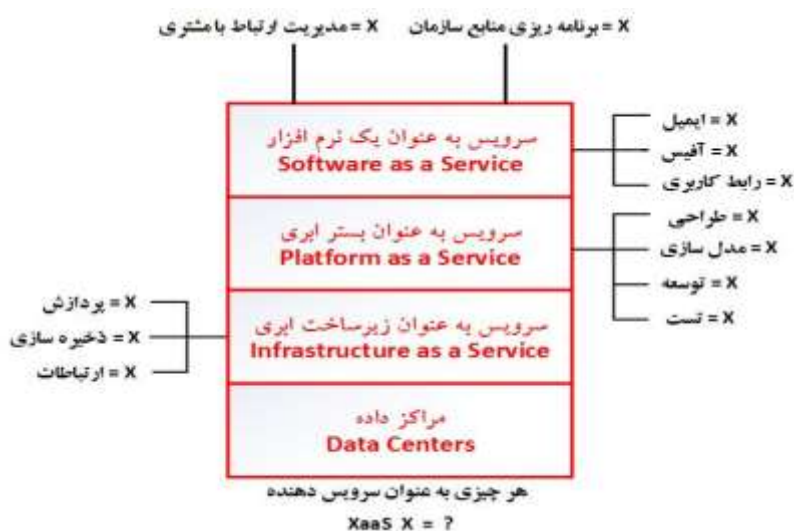 X = برنامه ریزی منابع سازمان
X = مدیریت ارتباط با مشتری
سرویس به عنوان یک نرم افزار
Software as a Service
X = ایمیل
X = آفیس
X = رابط کاربری
سرویس به عنوان بستر ابری
Platform as a Service
X = طراحی
X = مدل سازی
X = توسعه
X = تست
سرویس به عنوان زیرساخت ابری
Infrastructure as a Service
X = پردازش
X = ذخیره سازی
X = ارتباطات
مراکز داده
Data Centers
هر چیزی به عنوان سرویس دهنده
XaaS X = ?